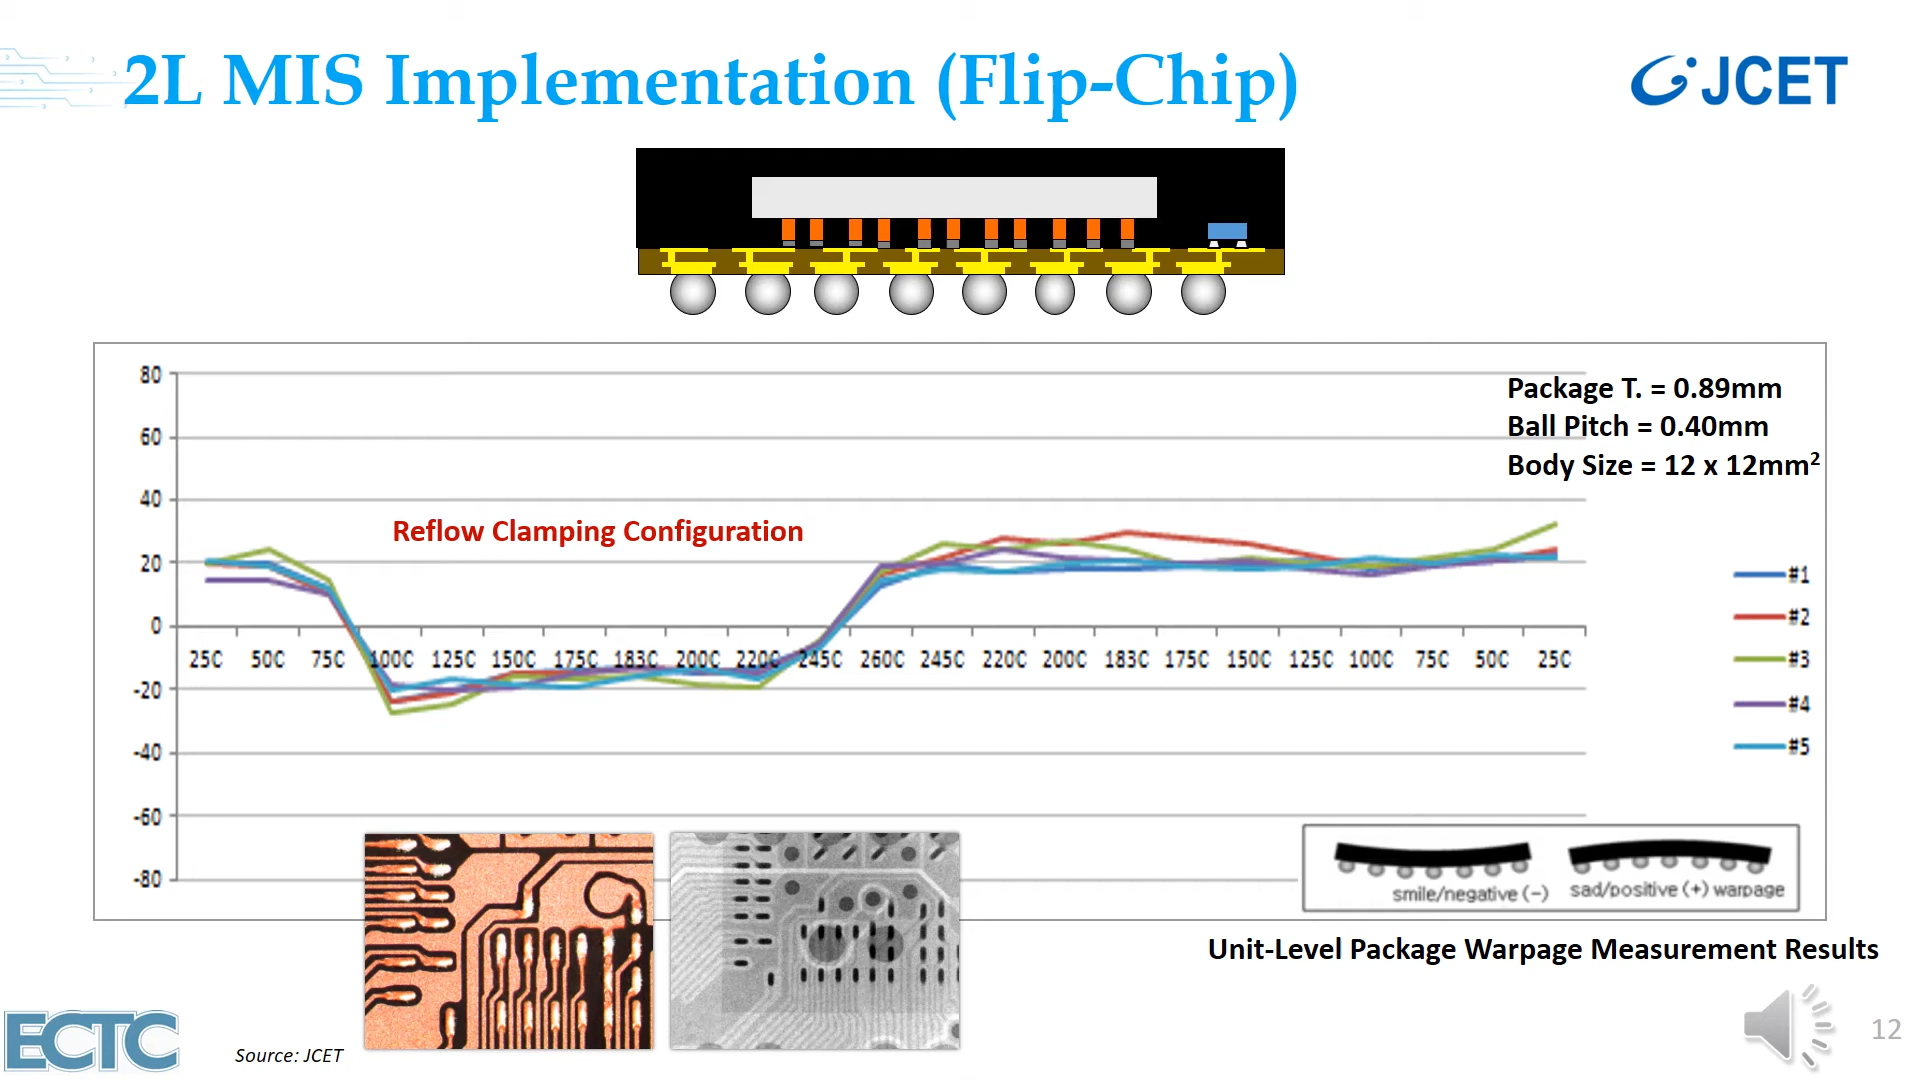 2L MIS Implementation (Flip-Chip)
JCET
80
60
40
20
0
-20
-40
-60
-80
Package T. = 0.89mm
Ball Pitch = 0.40mm
Body Size = 12 x 12mm²
Reflow Clamping Configuration
25C 50C 75C 100C 125C 150C 175C 183C 200C 220C 245C 260C 245C 220C 200C 183C 175C 150C 125C 100C 75C 50C 25C
#1
#2
#3
#4
#5
smile/negative (-) sad/positive (+) warpage
Unit-Level Package Warpage Measurement Results
ECTC
Source: JCET
12